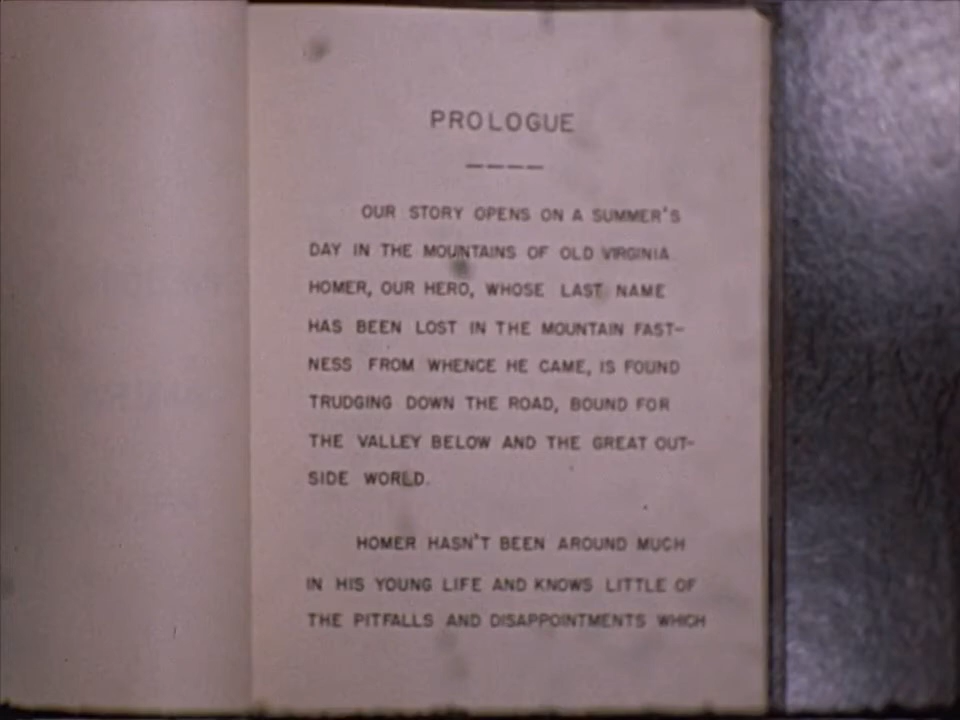 PROLOGUE
OUR STORY OPENS ON A SUMMER'S
DAY IN THE MOUNTAINS OF OLD VIRGINIA
HOMER, OUR HERO, WHOSE LAST NAME
HAS BEEN LOST IN THE MOUNTAIN FAST-
NESS FROM WHENCE HE CAME, IS FOUND
TRUDGING DOWN THE ROAD, BOUND FOR
THE VALLEY BELOW AND THE GREAT OUT-
SIDE WORLD.
HOMER HASN'T BEEN AROUND MUCH
IN HIS YOUNG LIFE AND KNOWS LITTLE OF
THE PITFALLS AND DISAPPOINTMENTS WHICH